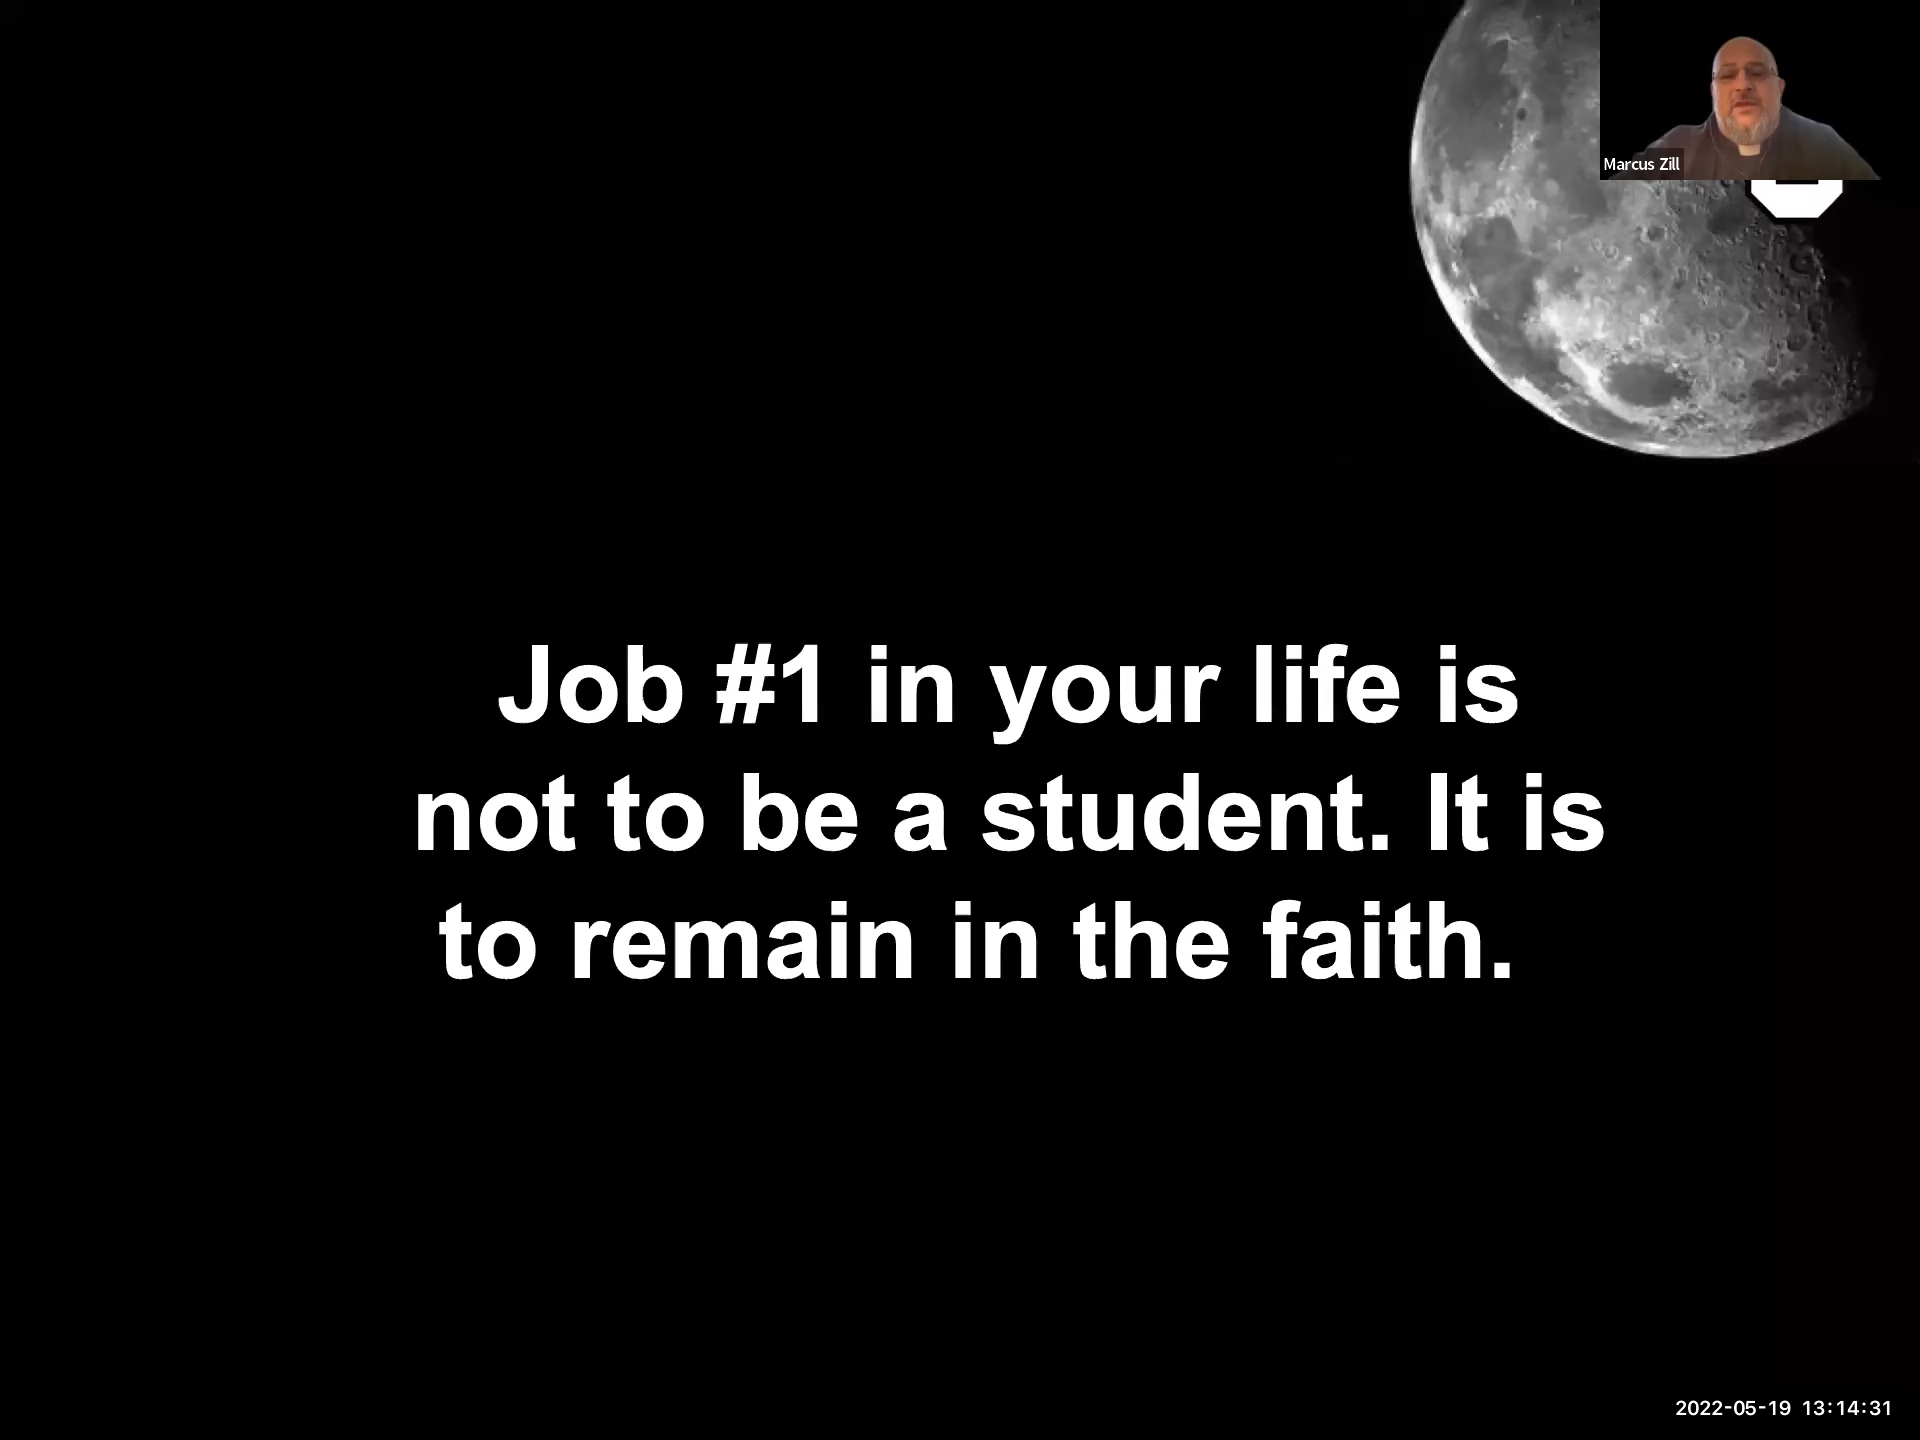 Marcus Zill
Job #1 in your life is
not to be a student. It is
to remain in the faith.
2022-05-19 13:14:31